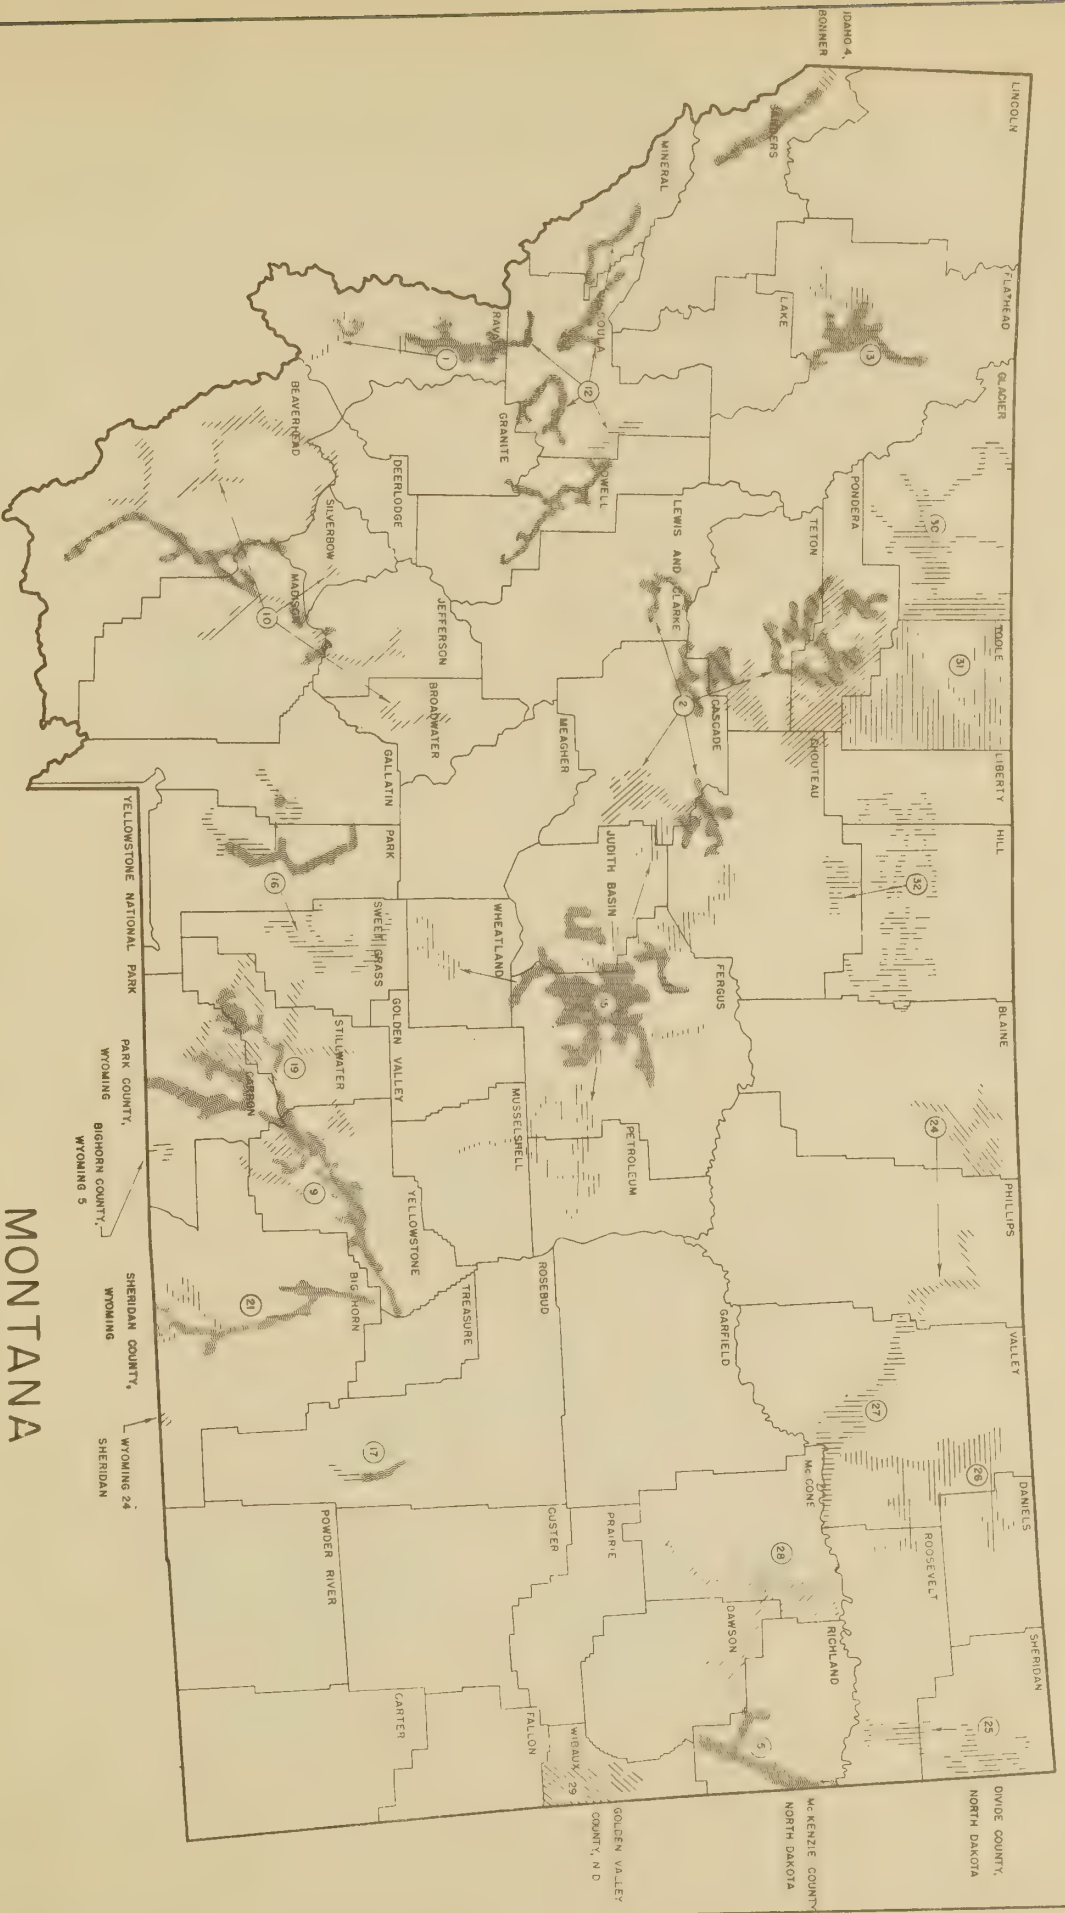 IDAHO 4,
BONNER
LINCOLN
SANDERS
MINERAL
FLATHEAD
LAKE
13
MISSOULA
RAVALLI
1
12
GLACIER
GRANITE
BEAVERHEAD
DEERLODGE
POWELL
PONDERA
30
TETON
LEWIS AND CLARKE
SILVERBOW
MADISON
10
JEFFERSON
BROADWATER
TOOLE
31
2
CASCADE
MEAGHER
GALLATIN
LIBERTY
CHOUTEAU
HILL
32
JUDITH BASIN
PARK
16
SWEET GRASS
WHEATLAND
FERGUS
15
YELLOWSTONE NATIONAL PARK
GOLDEN VALLEY
STILLWATER
19
CARBON
BLAINE
24
MUSSELSHELL
PETROLEUM
9
YELLOWSTONE
PHILLIPS
PARK COUNTY,
WYOMING
BIGHORN COUNTY,
WYOMING 5
BIG HORN
21
TREASURE
ROSEBUD
GARFIELD
VALLEY
27
26
17
SHERIDAN COUNTY,
WYOMING
WYOMING 24
SHERIDAN
McCONE
DANIELS
ROOSEVELT
28
PRAIRIE
CUSTER
POWDER RIVER
DAWSON
RICHLAND
SHERIDAN
25
5
CARTER
FALLON
WIBAUX
29
DIVIDE COUNTY,
NORTH DAKOTA
McKENZIE COUNTY
NORTH DAKOTA
GOLDEN VALLEY
COUNTY, N D
MONTANA